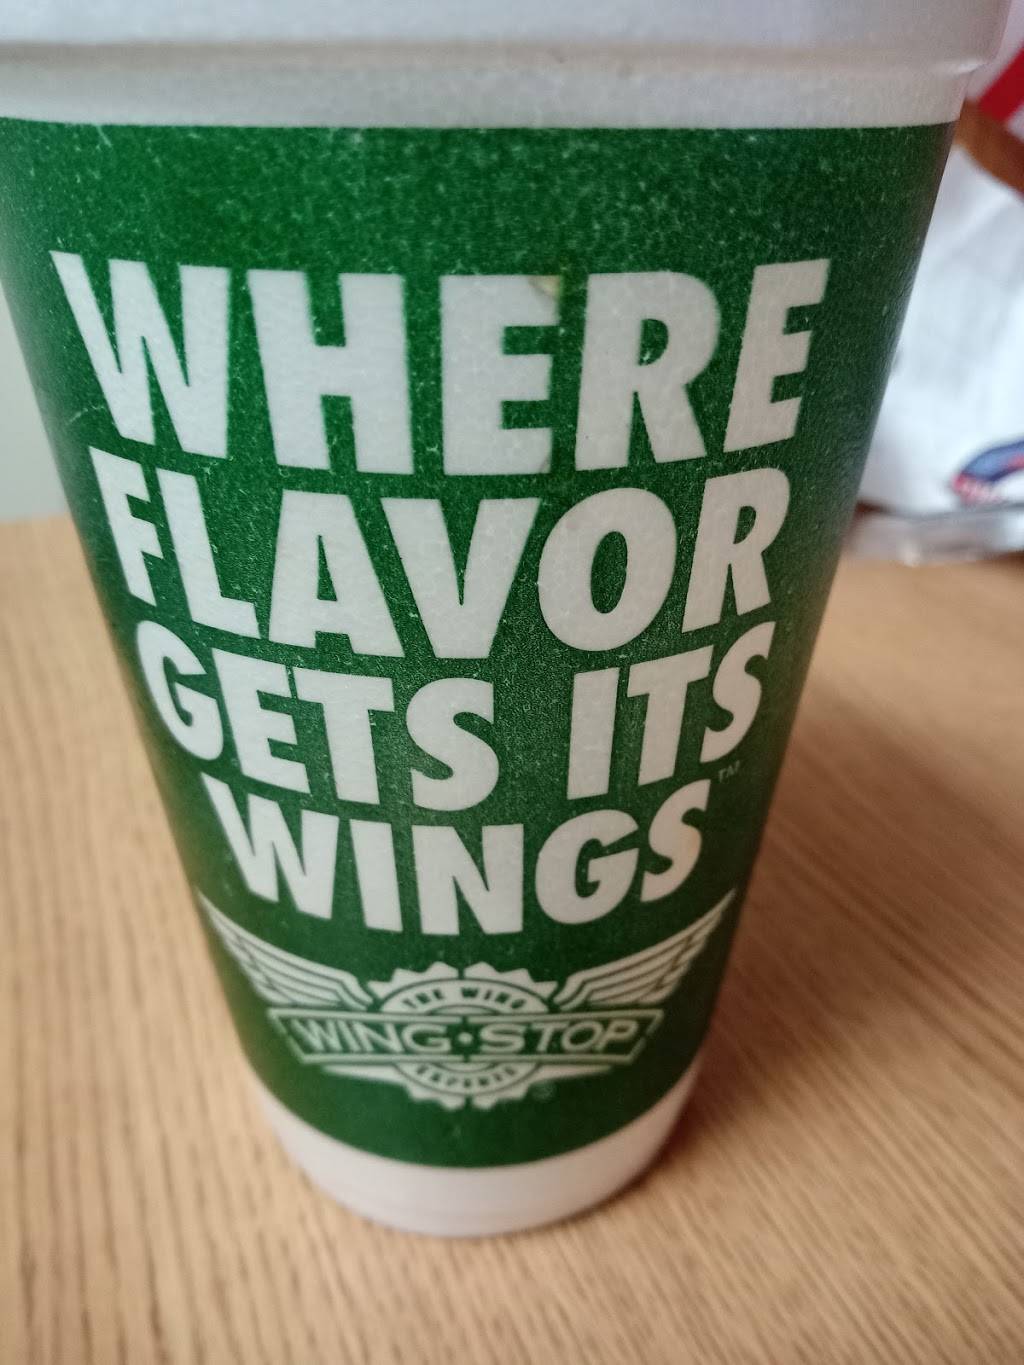 WHERE
FLAVOR
GETS ITS
WINGS™
THE WING
WING·STOP
EXPERTS
®